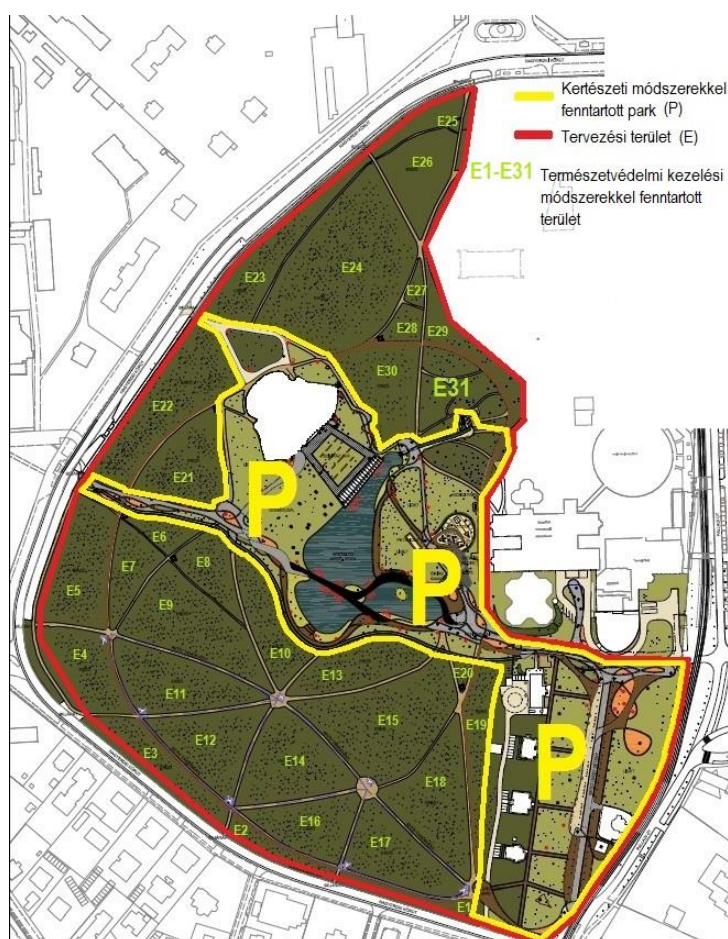 Kertészeti módszerekkel
fenntartott park (P)
Tervezési terület (E)
E1-E31 Természetvédelmi kezelési
módszerekkel fenntartott
terület
E25
E26
E23
E24
E27
E28
E29
E30
E31
E22
E21
P
E6
E7
E8
E5
E9
P
E4
E10
E13
E20
E11
E15
E19
E12
P
E3
E14
E18
E16
E2
E17
E1